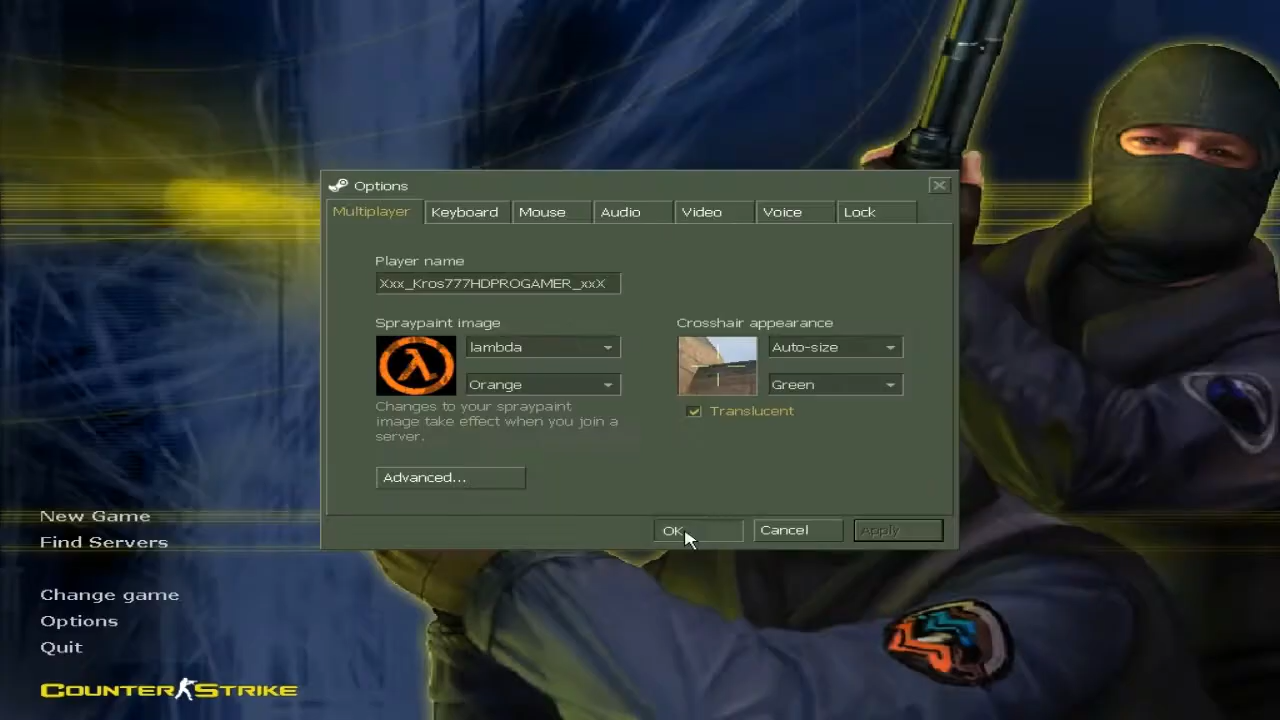 Options
Multiplayer Keyboard Mouse Audio Video Voice Lock
Player name
Xxx_Kros777HDPROGAMER_xxX
Spraypaint image
lambda
Orange
Changes to your spraypaint
image take effect when you join a
server.
Crosshair appearance
Auto-size
Green
Translucent
Advanced...
OK Cancel Apply
New Game
Find Servers
Change game
Options
Quit
COUNTER STRIKE